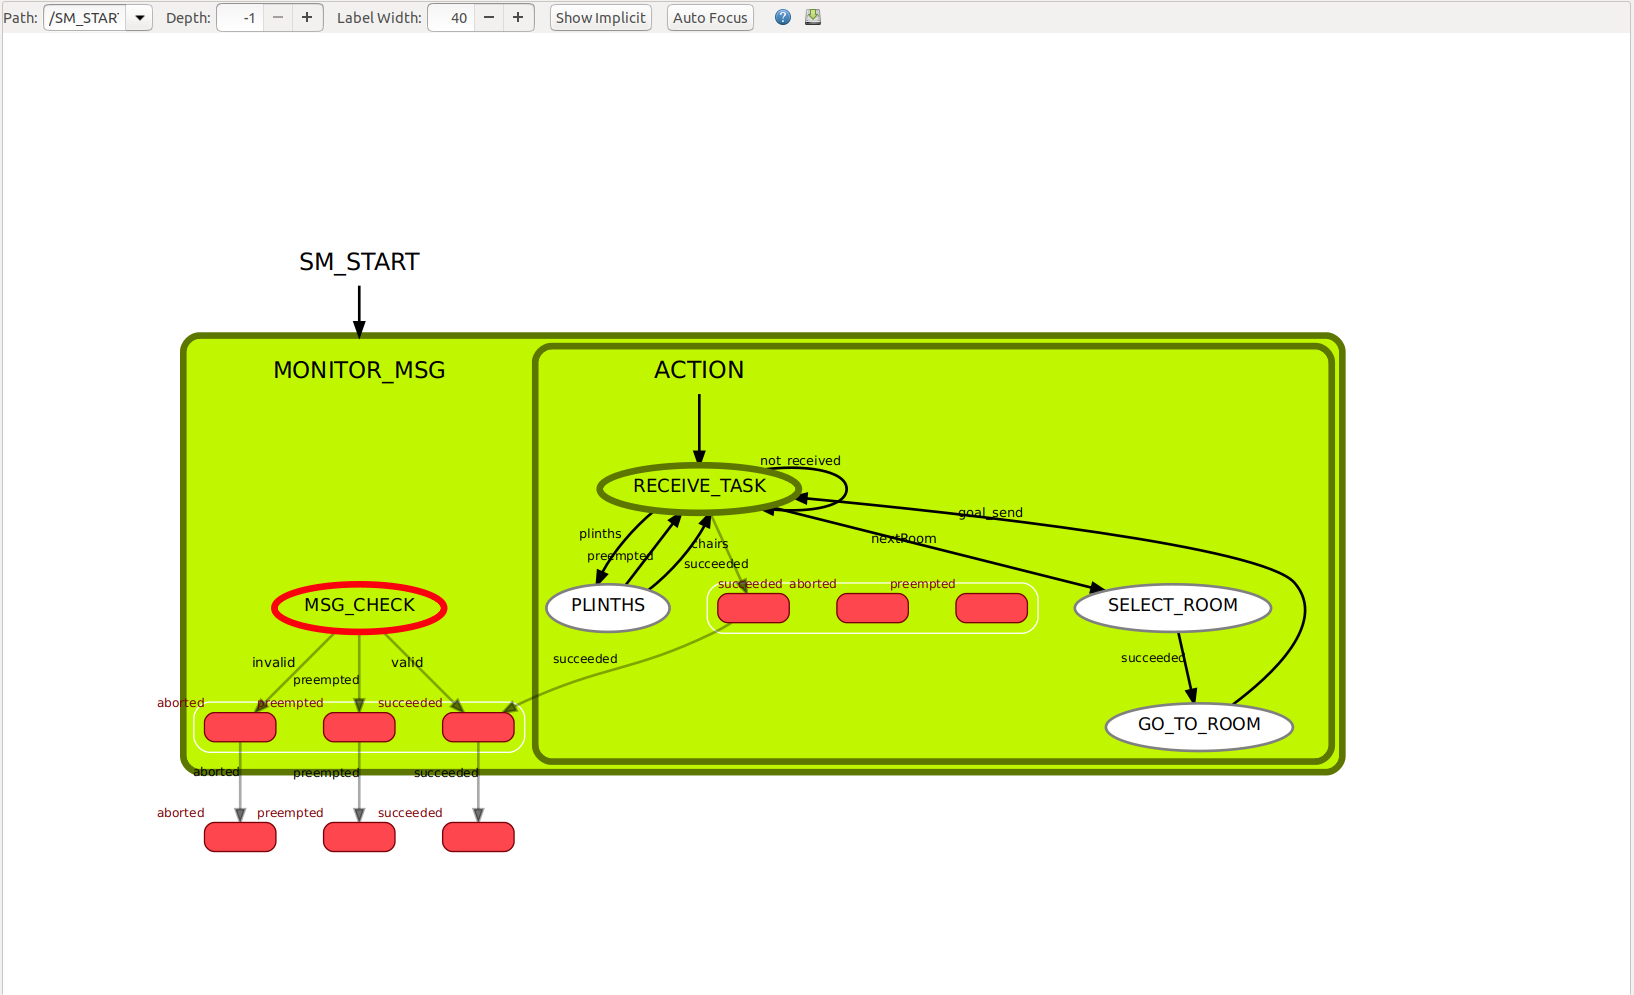 Path: /SM_STAR Depth: -1 Label Width: 40 Show Implicit Auto Focus
SM_START
MONITOR_MSG
ACTION
not_received
RECEIVE_TASK
goal_send
plinths
nextRoom
chairs
preempted
succeeded
succeeded aborted preempted
MSG_CHECK
PLINTHS
SELECT_ROOM
invalid
valid
succeeded
succeeded
preempted
aborted preempted succeeded
GO_TO_ROOM
aborted preempted succeeded
aborted preempted succeeded